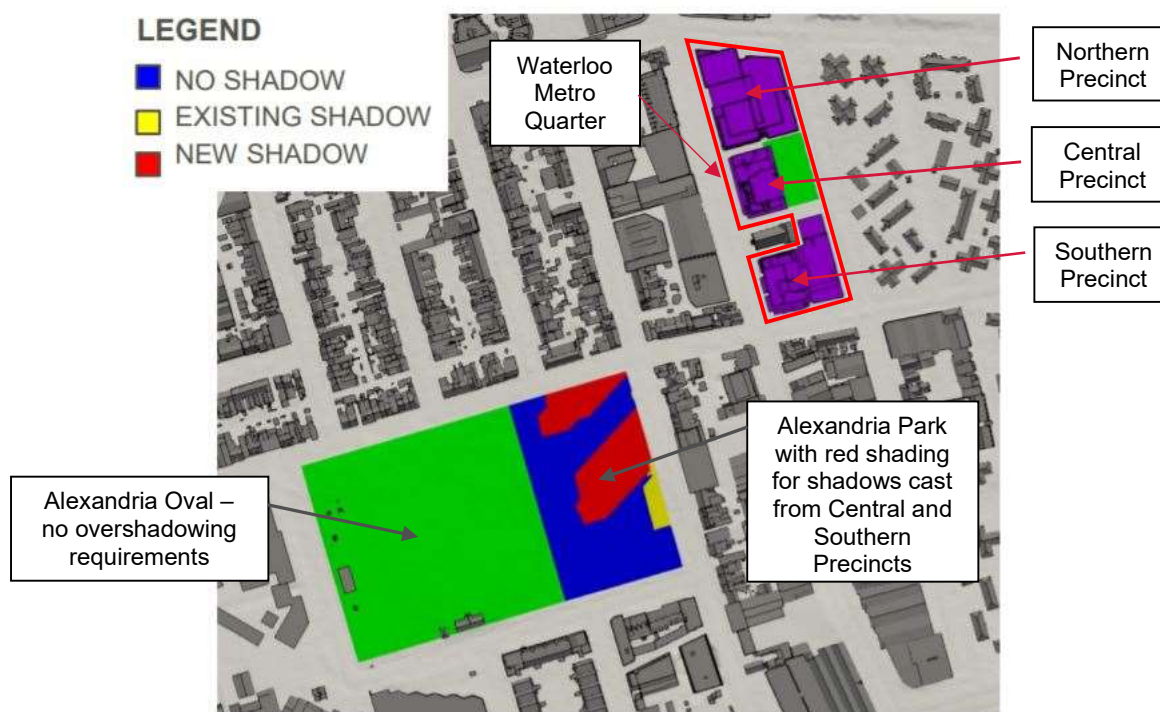 LEGEND
NO SHADOW
EXISTING SHADOW
NEW SHADOW
Waterloo
Metro
Quarter
Northern
Precinct
Central
Precinct
Southern
Precinct
Alexandria Oval –
no overshadowing
requirements
Alexandria Park
with red shading
for shadows cast
from Central and
Southern
Precincts